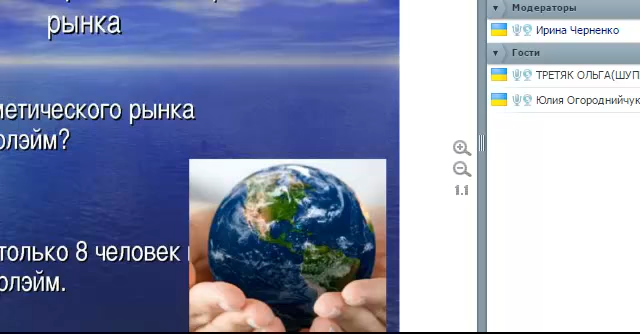 рынка
метического рынка
олэйм?
только 8 человек
олэйм.
1.1
Модераторы
Ирина Черненко
Гости
ТРЕТЯК ОЛЬГА(ШУП
Юлия Огороднийчук